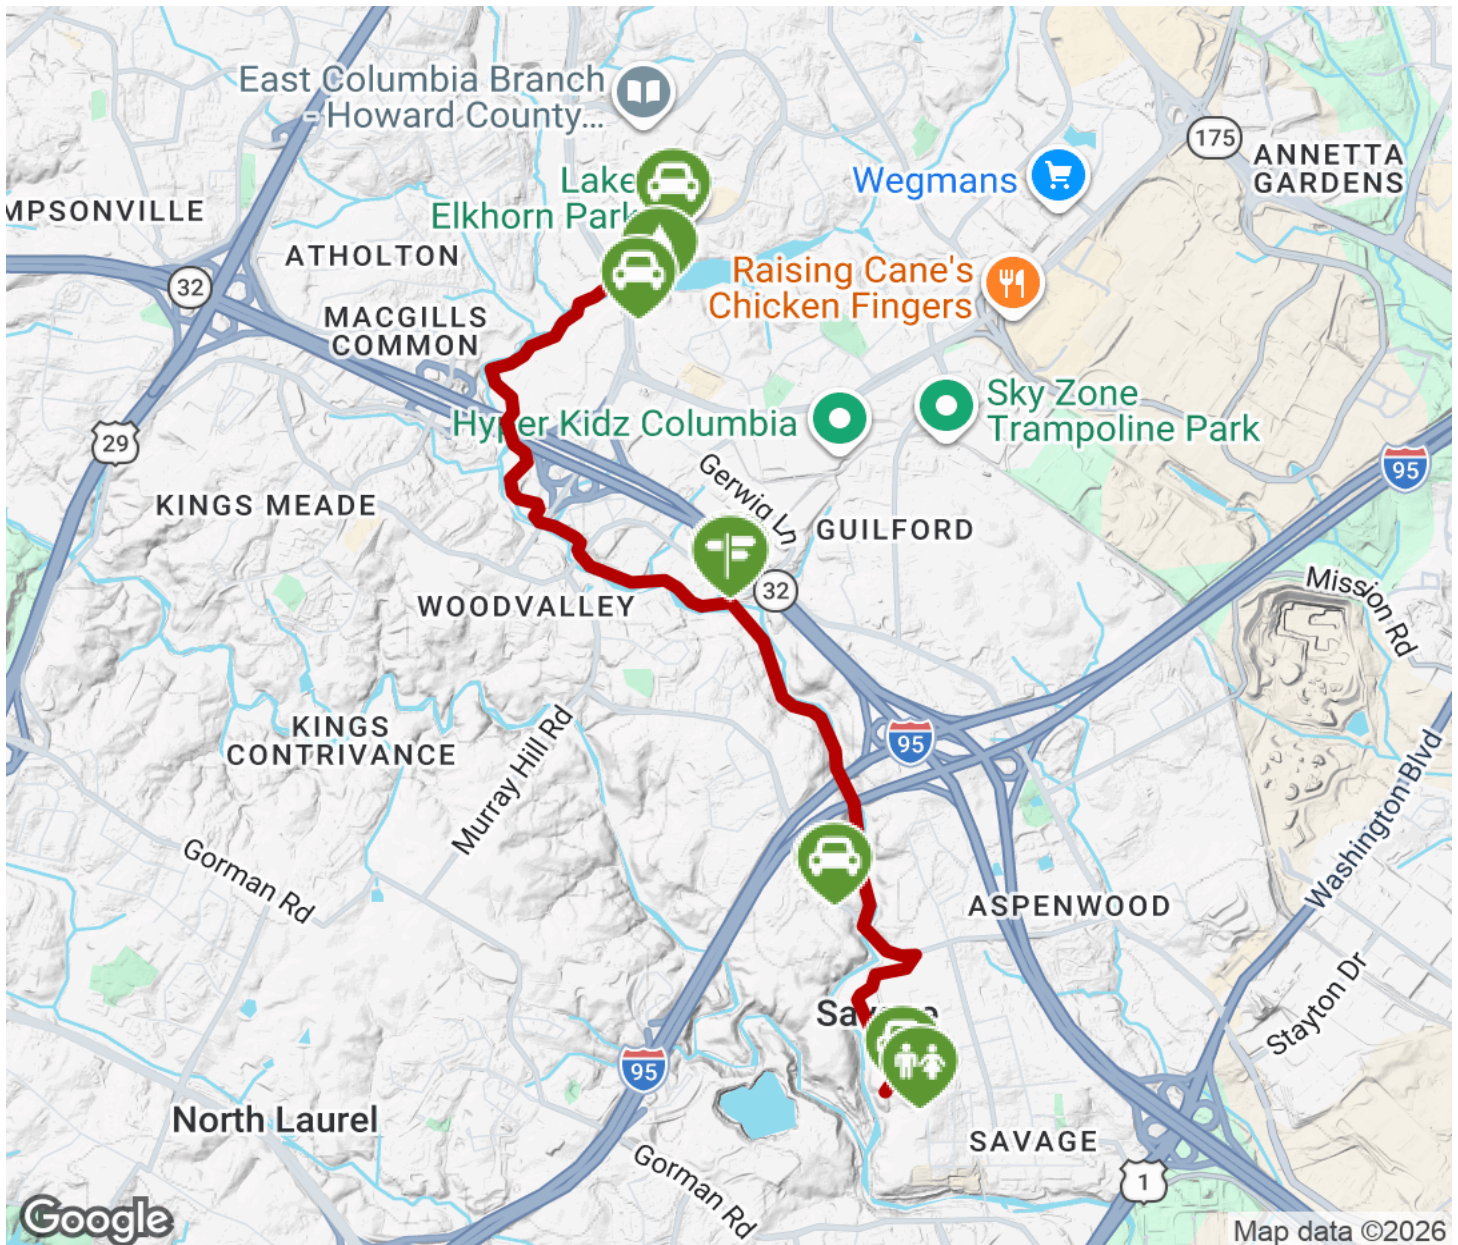 East Columbia Branch
- Howard County...
175
ANNETTA
GARDENS
Lake
Elkhorn Park
Wegmans
MPSONVILLE
ATHOLTON
32
Raising Cane's
Chicken Fingers
MACGILLS
COMMON
Sky Zone
Trampoline Park
Hyper Kidz Columbia
29
95
Gerwig Ln
KINGS MEADE
GUILFORD
32
WOODVALLEY
Mission Rd
KINGS
CONTRIVANCE
Murray Hill Rd
95
Washington Blvd
Gorman Rd
ASPENWOOD
Stayton Dr
Savage
95
North Laurel
SAVAGE
Gorman Rd
1
Google
Map data ©2026